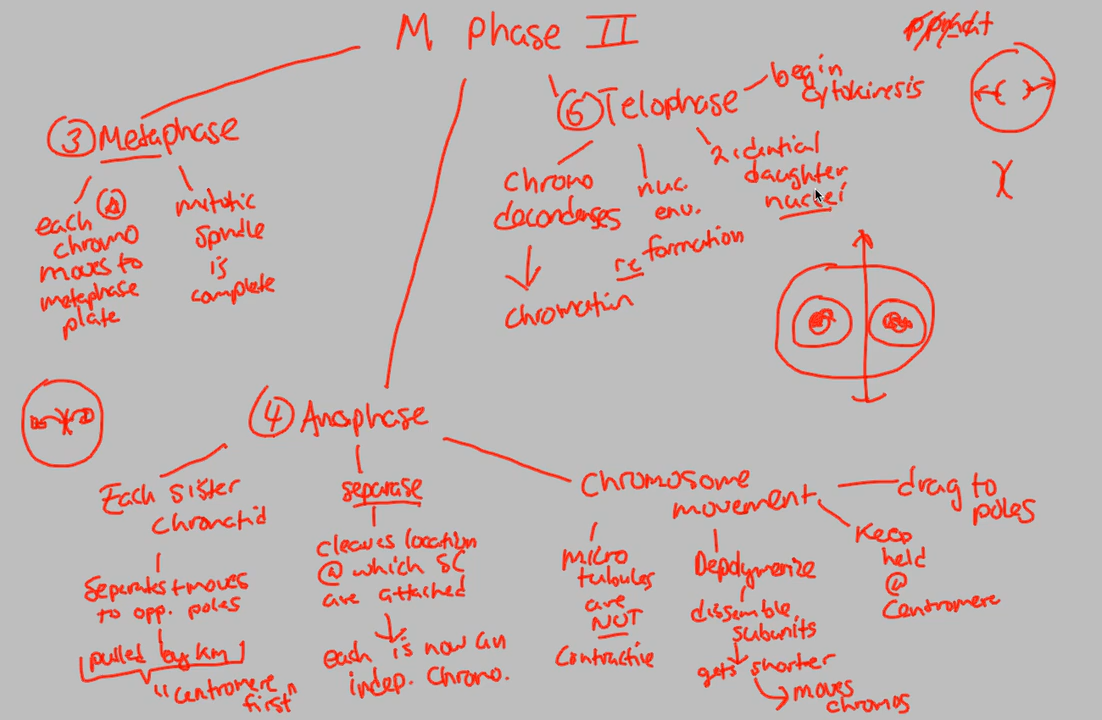 M Phase II
③ Metaphase
each
chromo
moves to
metaphase
plate
mitotic
spindle
is
complete
⑥ Telophase
begin
cytokinesis
Chromo
decondenses
chromatin
nuc.
env.
re formation
2 idential
daughter
nuclei
④ Anaphase
Each sister
chromatid
Separates + moves
to opp. poles
pulled by km
"centromere
first"
separase
cleaves location
@ which SC
are attached
each is now an
indep. chromo.
Chromosome
movement
micro
tubules
are
NOT
contractive
Depolymerize
dissemble
subunits
gets shorter
moves
chromos
Keep
held
@
Centromere
drag to
poles